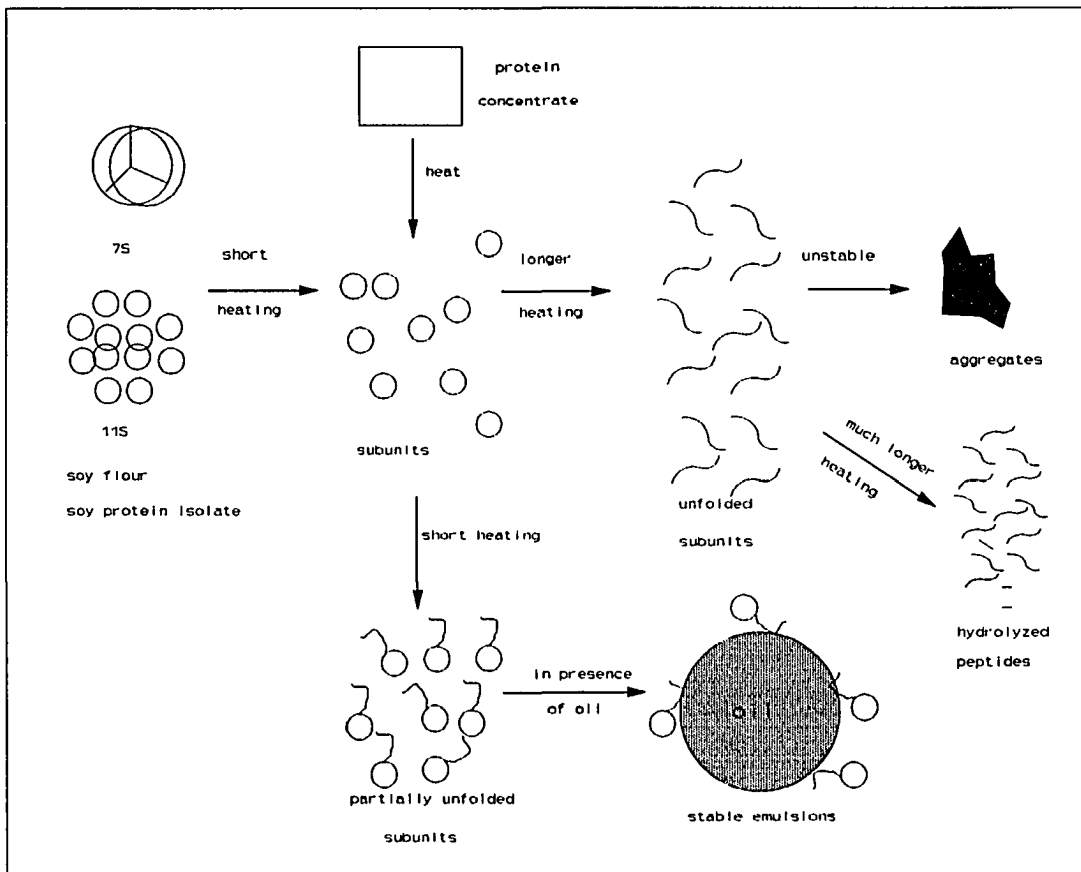 protein
concentrate
heat
7S
short
heating
longer
heating
unstable
aggregates
11S
subunits
soy flour
soy protein isolate
unfolded
subunits
much longer
heating
short heating
hydrolyzed
peptides
in presence
of oil
oil
partially unfolded
subunits
stable emulsions